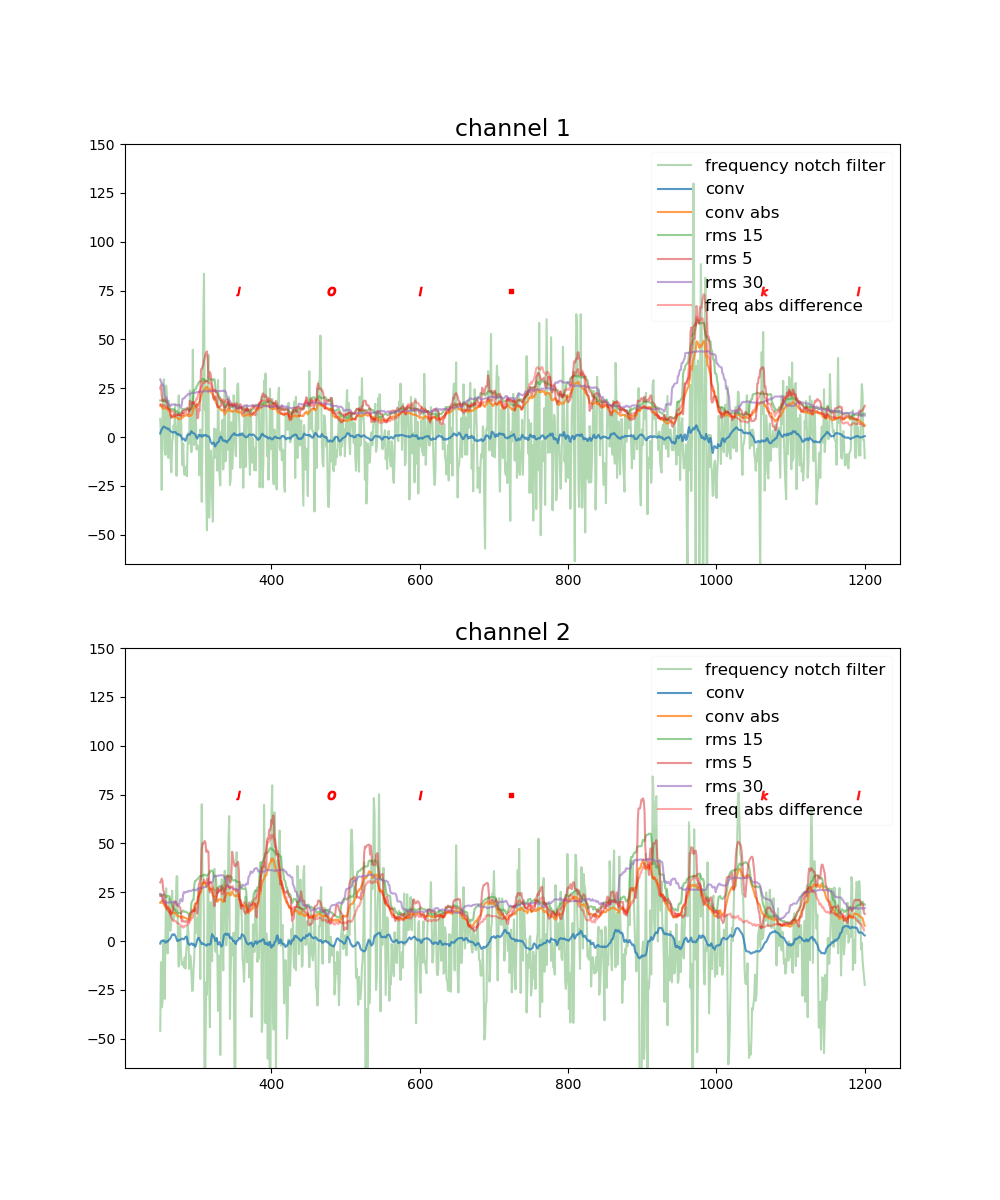 channel 1
150
125
100
75
50
25
0
−25
−50
frequency notch filter
conv
conv abs
rms 15
rms 5
rms 30
freq abs difference
J O I ▪ k l
400 600 800 1000 1200
channel 2
150
125
100
75
50
25
0
−25
−50
frequency notch filter
conv
conv abs
rms 15
rms 5
rms 30
freq abs difference
J O I ▪ k l
400 600 800 1000 1200